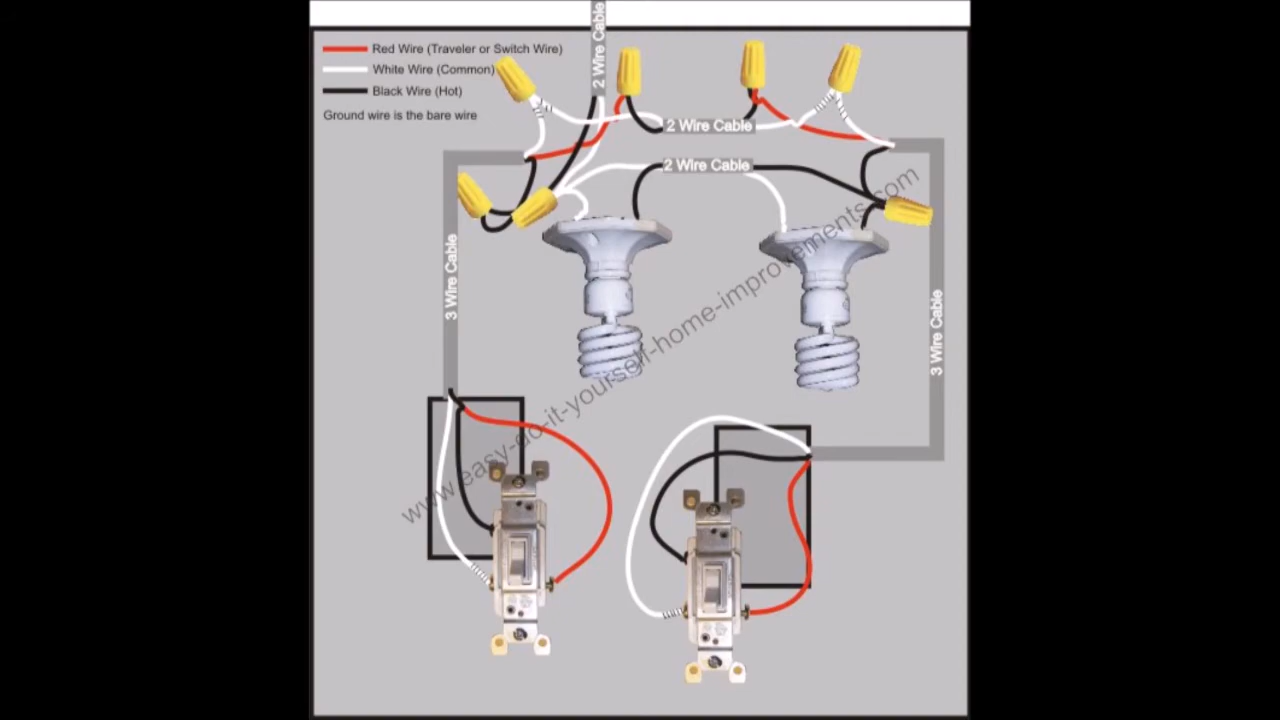 Red Wire (Traveler or Switch Wire)
White Wire (Common)
Black Wire (Hot)
Ground wire is the bare wire
2 Wire Cable
2 Wire Cable
2 Wire Cable
3 Wire Cable
3 Wire Cable
www.easy-do-it-yourself-home-improvements.com